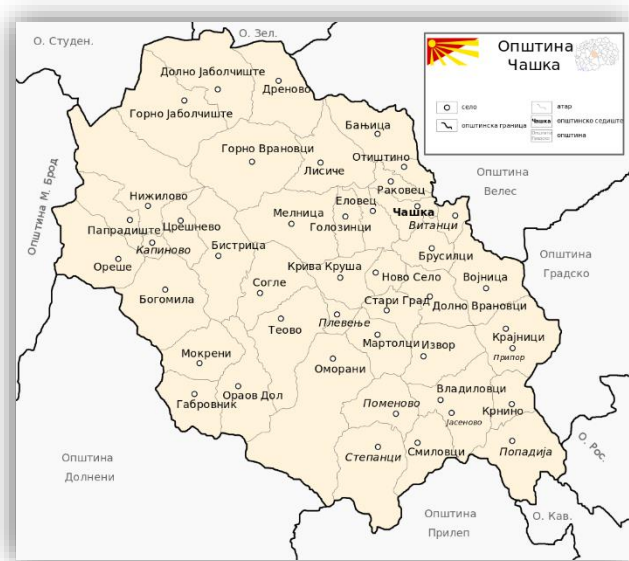 О. Студен.
О. Зел.
Општина
Чашка
село
атар
општинска граница
Чашка
општинско седиште
општина
Долно Јаболчиште
Дреново
Горно Јаболчиште
Бањица
Горно Врановци
Лисиче
Отиштино
Општина
Велес
Раковец
Општина М. Брод
Нижилово
Мелница
Еловец
Чашка
Голозинци
Витанци
Папрадиште
Црешнево
Капиново
Бистрица
Брусилци
Општина
Градско
Ореше
Крива Круша
Ново Село
Војница
Богомила
Согле
Стари Град
Долно Врановци
Теово
Плевење
Мартолци
Извор
Крајници
Припор
Мокрени
Оморани
Ораов Дол
Владиловци
Габровник
Поменово
Јасеново
Крнино
О. Рос.
Општина
Долнени
Степанци
Смиловци
Попадија
Општина
Прилеп
О. Кав.